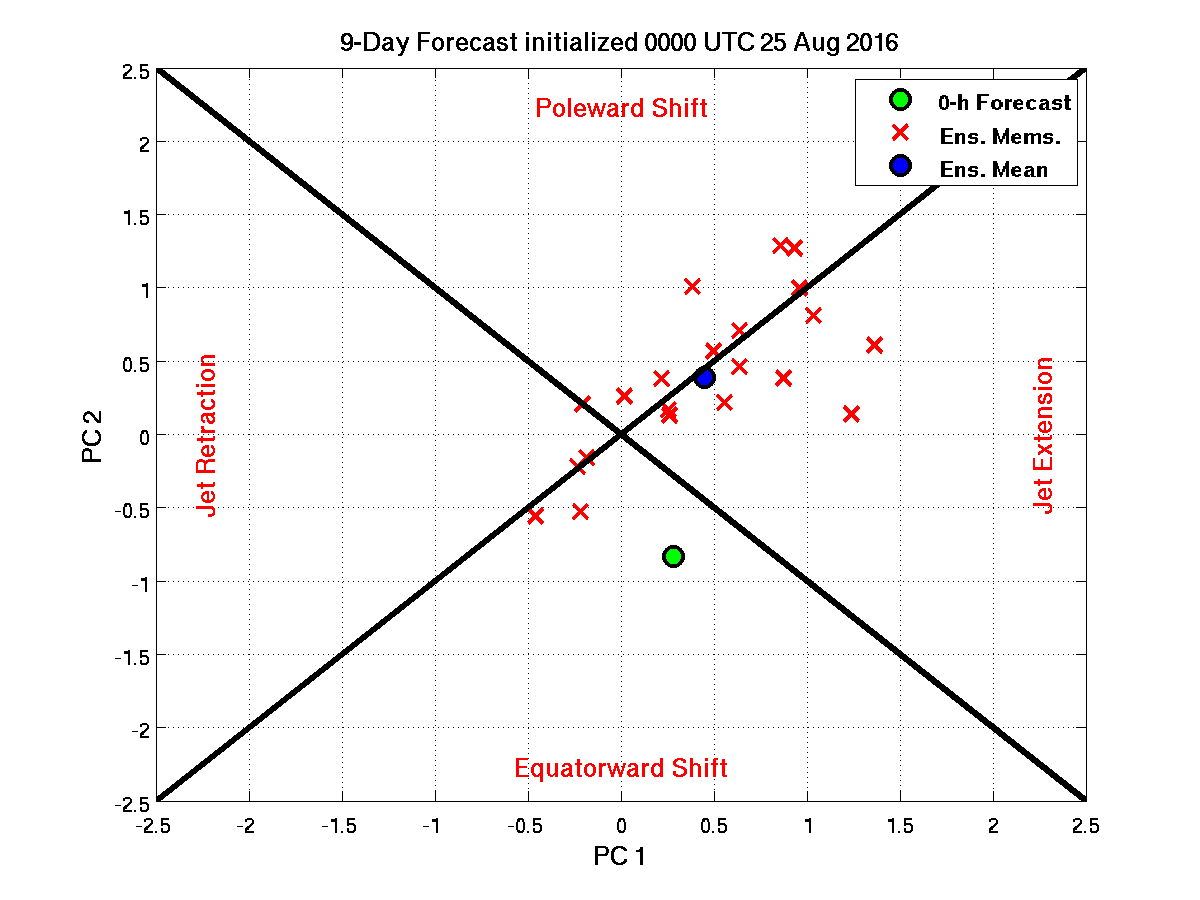 9-Day Forecast initialized 0000 UTC 25 Aug 2016
2.5
2
1.5
1
0.5
0
-0.5
-1
-1.5
-2
-2.5
PC 2
Poleward Shift
0-h Forecast
Ens. Mems.
Ens. Mean
Jet Retraction
Jet Extension
Equatorward Shift
-2.5 -2 -1.5 -1 -0.5 0 0.5 1 1.5 2 2.5
PC 1